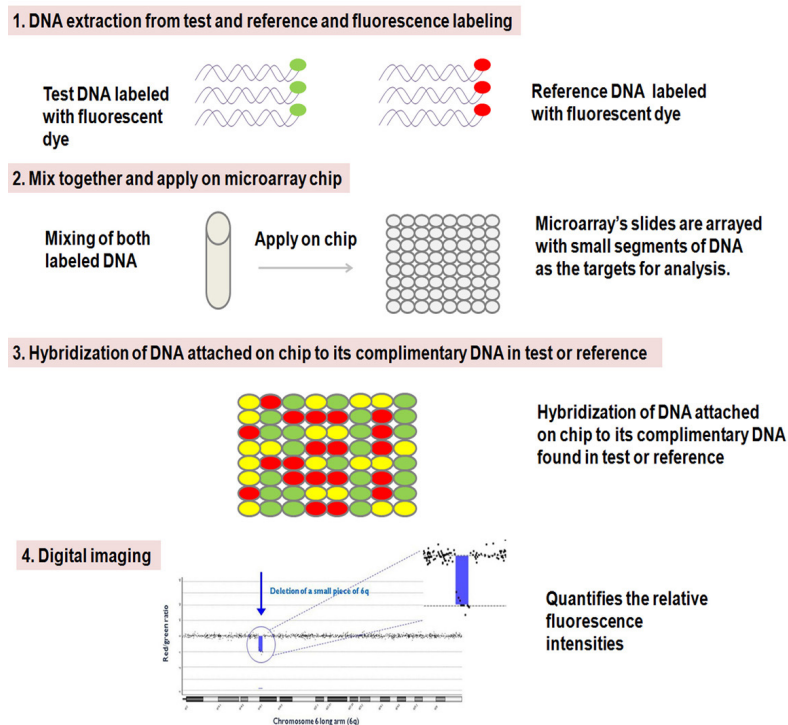 1. DNA extraction from test and reference and fluorescence labeling
Test DNA labeled
with fluorescent
dye
Reference DNA labeled
with fluorescent dye
2. Mix together and apply on microarray chip
Mixing of both
labeled DNA
Apply on chip
Microarray's slides are arrayed
with small segments of DNA
as the targets for analysis.
3. Hybridization of DNA attached on chip to its complimentary DNA in test or reference
Hybridization of DNA attached
on chip to its complimentary DNA
found in test or reference
4. Digital imaging
Deletion of a small piece of 6q
Red/green ratio
Chromosome 6 long arm (6q)
Quantifies the relative
fluorescence
intensities